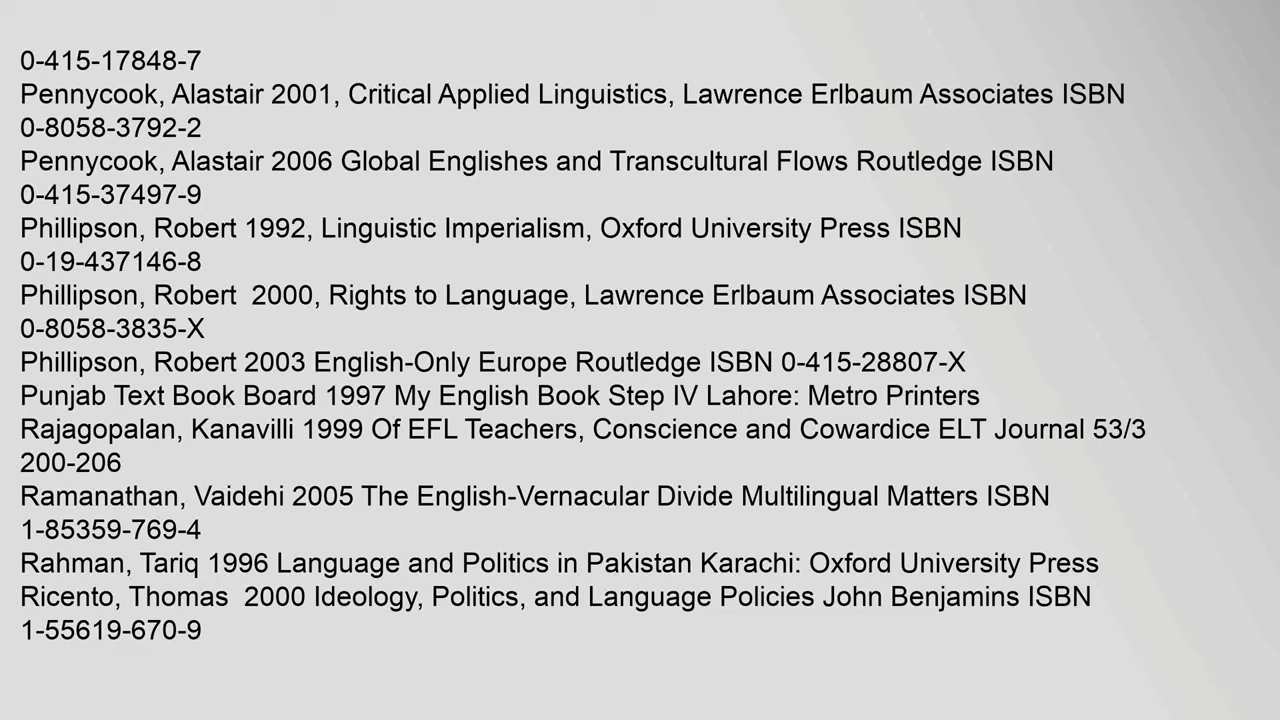 0-415-17848-7
Pennycook, Alastair 2001, Critical Applied Linguistics, Lawrence Erlbaum Associates ISBN
0-8058-3792-2
Pennycook, Alastair 2006 Global Englishes and Transcultural Flows Routledge ISBN
0-415-37497-9
Phillipson, Robert 1992, Linguistic Imperialism, Oxford University Press ISBN
0-19-437146-8
Phillipson, Robert  2000, Rights to Language, Lawrence Erlbaum Associates ISBN
0-8058-3835-X
Phillipson, Robert 2003 English-Only Europe Routledge ISBN 0-415-28807-X
Punjab Text Book Board 1997 My English Book Step IV Lahore: Metro Printers
Rajagopalan, Kanavilli 1999 Of EFL Teachers, Conscience and Cowardice ELT Journal 53/3
200-206
Ramanathan, Vaidehi 2005 The English-Vernacular Divide Multilingual Matters ISBN
1-85359-769-4
Rahman, Tariq 1996 Language and Politics in Pakistan Karachi: Oxford University Press
Ricento, Thomas  2000 Ideology, Politics, and Language Policies John Benjamins ISBN
1-55619-670-9